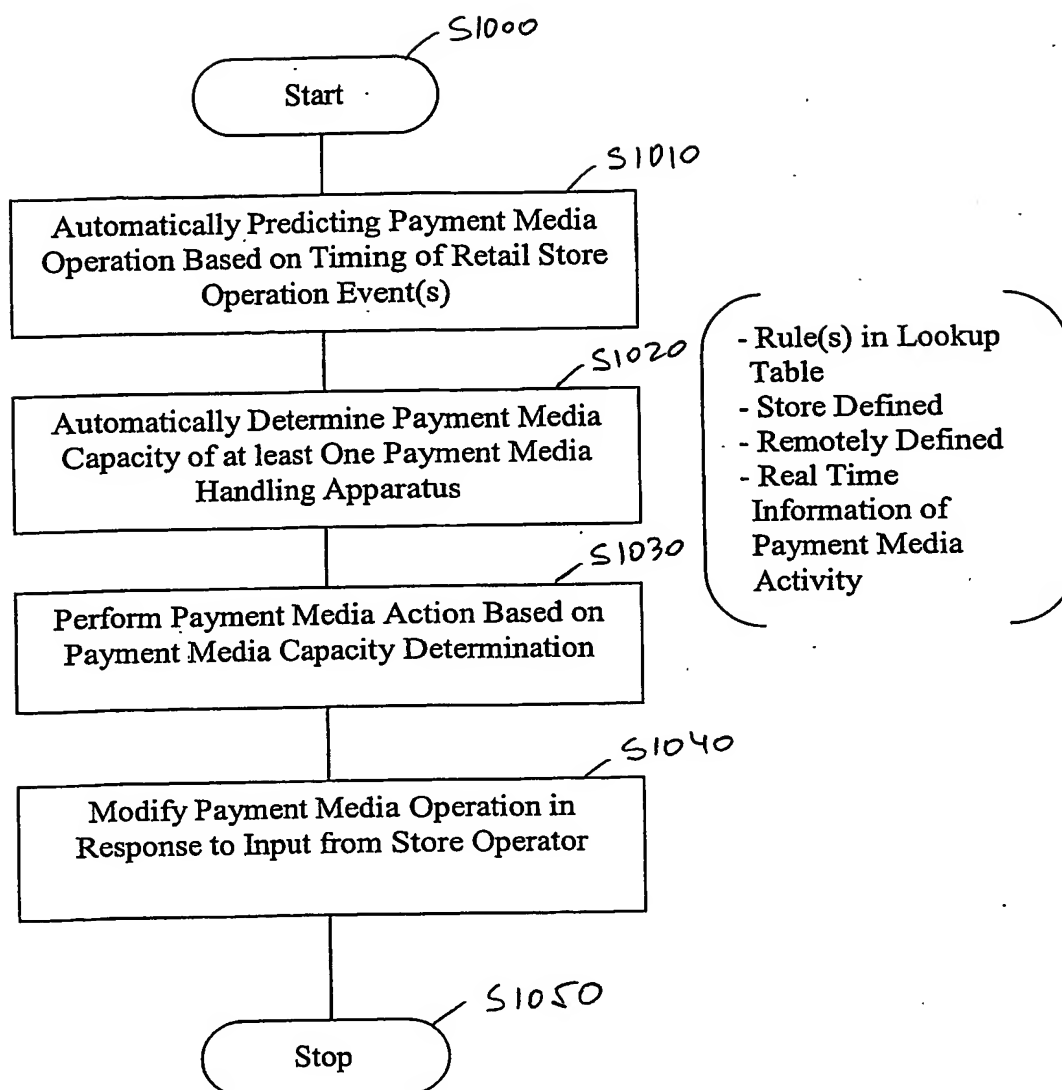 S1000
Start
S1010
Automatically Predicting Payment Media
Operation Based on Timing of Retail Store
Operation Event(s)
S1020
Automatically Determine Payment Media
Capacity of at least One Payment Media
Handling Apparatus
- Rule(s) in Lookup
Table
- Store Defined
- Remotely Defined
- Real Time
Information of
Payment Media
Activity
S1030
Perform Payment Media Action Based on
Payment Media Capacity Determination
S1040
Modify Payment Media Operation in
Response to Input from Store Operator
S1050
Stop